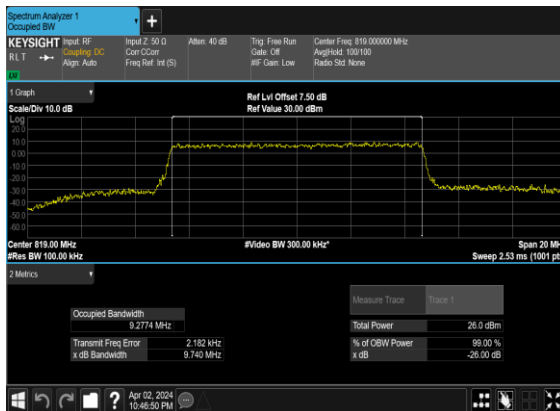 Spectrum Analyzer 1
Occupied BW
KEYSIGHT
RLT
Input: RF
Coupling: DC
Align: Auto
Input Z: 50 Ω
Corr CCorr
Freq Ref: Int (S)
Atten: 40 dB
Trig: Free Run
Gate: Off
#IF Gain: Low
Center Freq: 819.000000 MHz
Avg|Hold: 100/100
Radio Std: None
1 Graph
Scale/Div 10.0 dB
Ref Lvl Offset 7.50 dB
Ref Value 30.00 dBm
Log
20.0
10.0
0.00
-10.0
-20.0
-30.0
-40.0
-50.0
-60.0
Center 819.00 MHz
#Res BW 100.00 kHz
#Video BW 300.00 kHz*
Span 20 MH
Sweep 2.53 ms (1001 pt
2 Metrics
Measure Trace
Trace 1
Occupied Bandwidth
9.2774 MHz
Total Power
26.0 dBm
Transmit Freq Error
2.182 kHz
% of OBW Power
99.00 %
x dB Bandwidth
9.740 MHz
x dB
-26.00 dB
Apr 02, 2024
10:46:50 PM